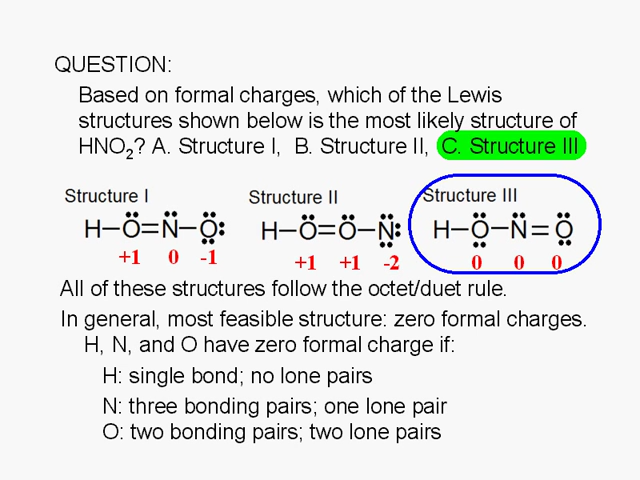 QUESTION:
Based on formal charges, which of the Lewis
structures shown below is the most likely structure of
HNO₂? A. Structure I, B. Structure II, C. Structure III
Structure I Structure II Structure III
H–O=N–O: H–O=O–N: H–O–N=O
+1 0 -1 +1 +1 -2 0 0 0
All of these structures follow the octet/duet rule.
In general, most feasible structure: zero formal charges.
H, N, and O have zero formal charge if:
H: single bond; no lone pairs
N: three bonding pairs; one lone pair
O: two bonding pairs; two lone pairs